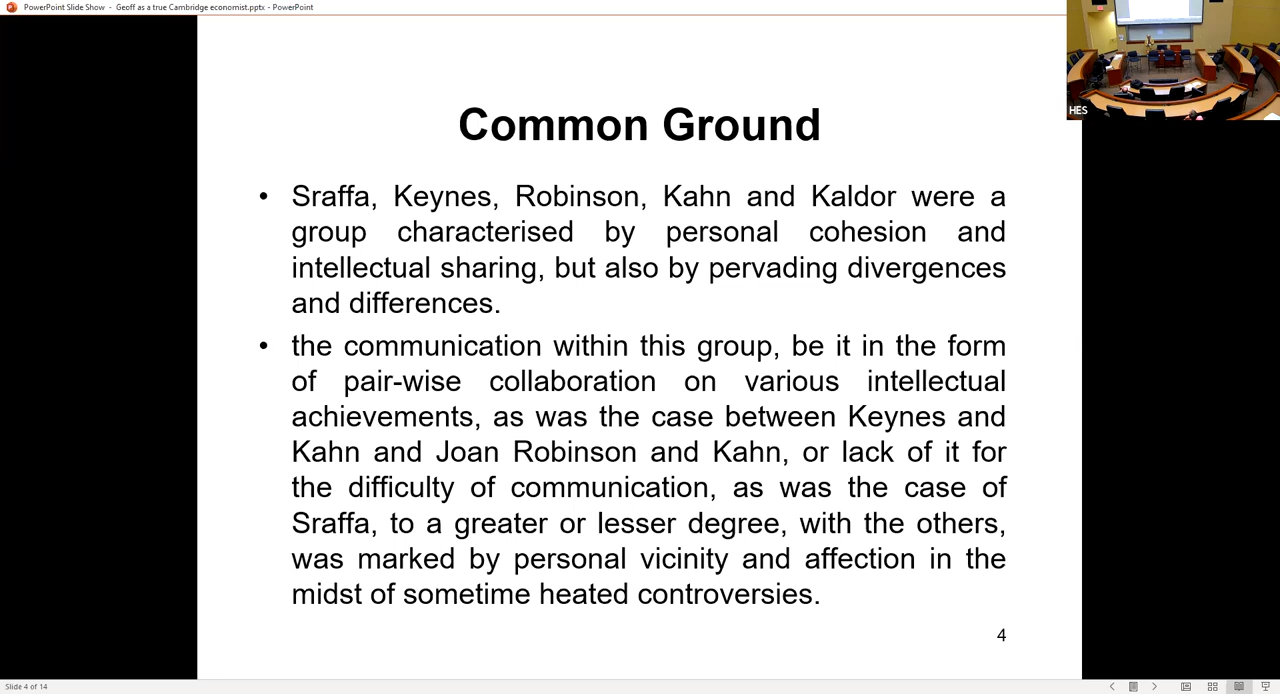 PowerPoint Slide Show - Geoff as a true Cambridge economist.pptx - PowerPoint
HES
Common Ground
• Sraffa, Keynes, Robinson, Kahn and Kaldor were a
group characterised by personal cohesion and
intellectual sharing, but also by pervading divergences
and differences.
• the communication within this group, be it in the form
of pair-wise collaboration on various intellectual
achievements, as was the case between Keynes and
Kahn and Joan Robinson and Kahn, or lack of it for
the difficulty of communication, as was the case of
Sraffa, to a greater or lesser degree, with the others,
was marked by personal vicinity and affection in the
midst of sometime heated controversies.
4
Slide 4 of 14